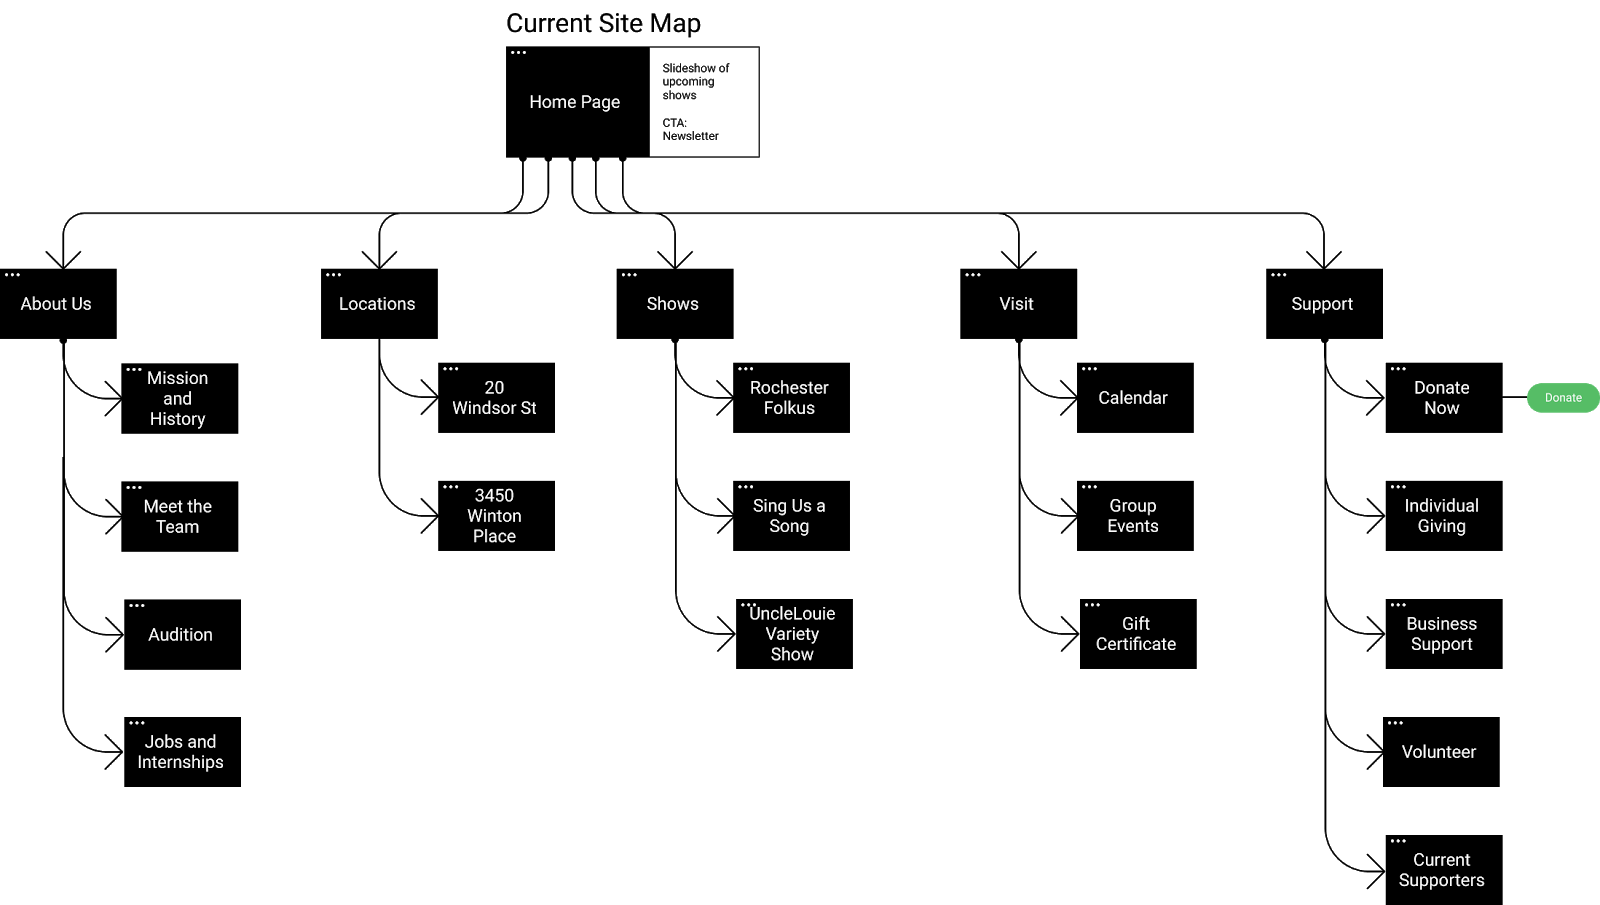 Current Site Map
Home Page
Slideshow of
upcoming
shows
CTA:
Newsletter
About Us
Locations
Shows
Visit
Support
Mission
and
History
20
Windsor St
Rochester
Folkus
Calendar
Donate
Now
Donate
Meet the
Team
3450
Winton
Place
Sing Us a
Song
Group
Events
Individual
Giving
Audition
UncleLouie
Variety
Show
Gift
Certificate
Business
Support
Jobs and
Internships
Volunteer
Current
Supporters